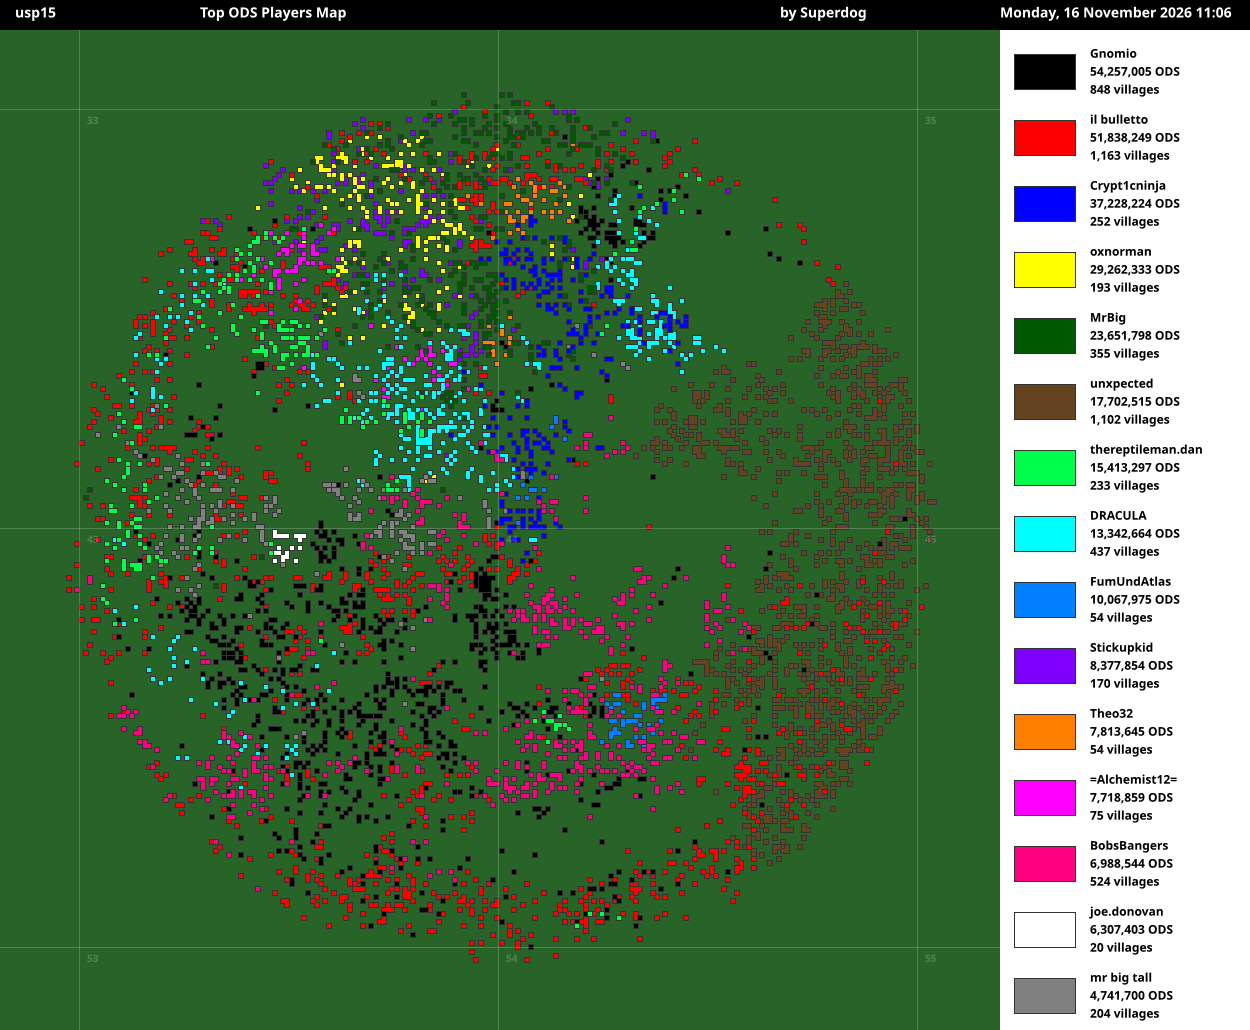 usp15 Top ODS Players Map by Superdog Monday, 16 November 2026 11:06
Gnomio
54,257,005 ODS
848 villages
il bulletto
51,838,249 ODS
1,163 villages
Crypt1cninja
37,228,224 ODS
252 villages
oxnorman
29,262,333 ODS
193 villages
MrBig
23,651,798 ODS
355 villages
unxpected
17,702,515 ODS
1,102 villages
thereptileman.dan
15,413,297 ODS
233 villages
DRACULA
13,342,664 ODS
437 villages
FumUndAtlas
10,067,975 ODS
54 villages
Stickupkid
8,377,854 ODS
170 villages
Theo32
7,813,645 ODS
54 villages
=Alchemist12=
7,718,859 ODS
75 villages
BobsBangers
6,988,544 ODS
524 villages
joe.donovan
6,307,403 ODS
20 villages
mr big tall
4,741,700 ODS
204 villages
33 34 35
43 45
53 54 55